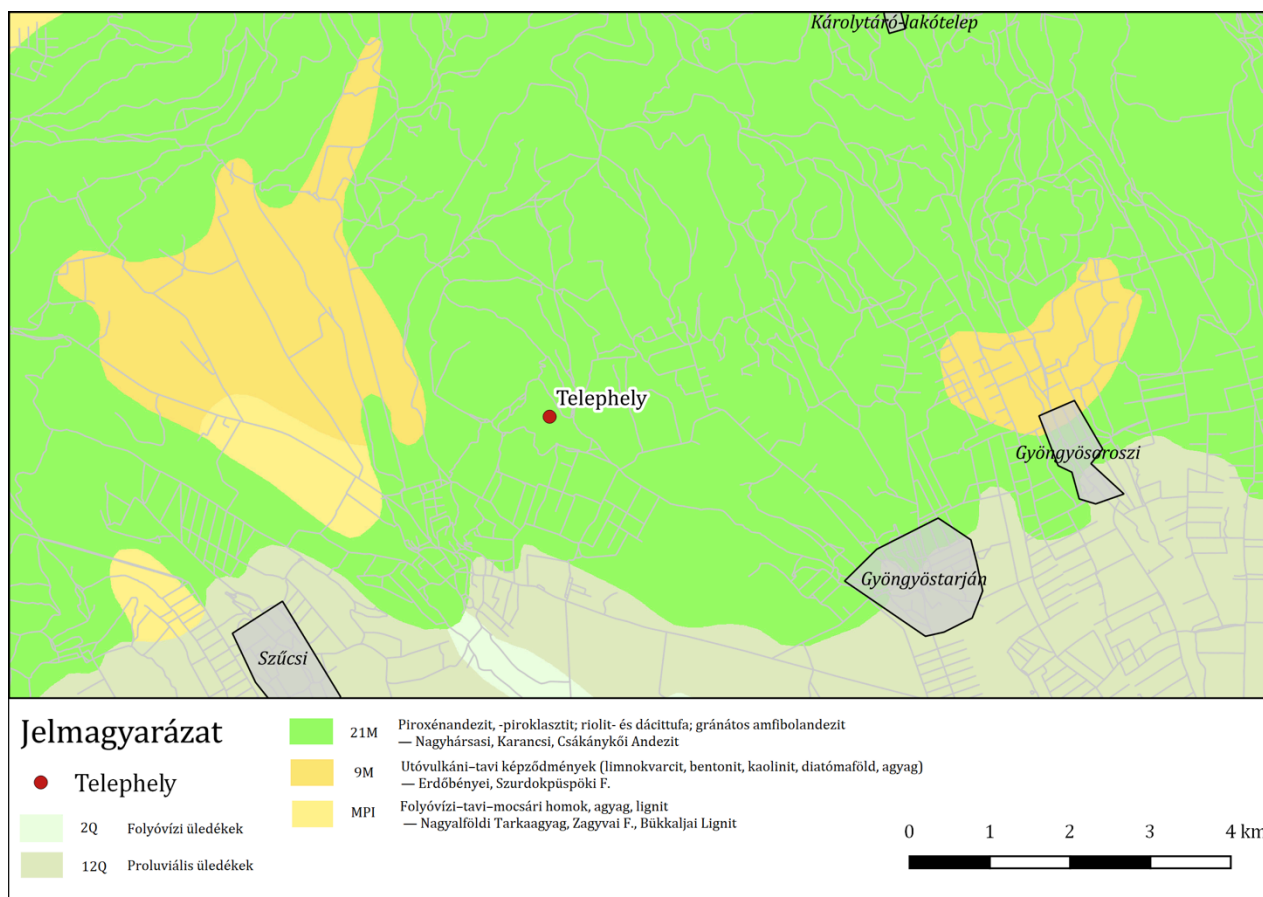 Károlytáró-lakótelep
Telephely
Gyöngyösoroszi
Gyöngyöstarján
Szűcsi
Jelmagyarázat
Telephely
2Q Folyóvízi üledékek
12Q Proluviális üledékek
21M Piroxénandezit, -piroklasztit; riolit- és dácittufa; gránátos amfibolandezit
— Nagyhársasi, Karancsi, Csákánykői Andezit
9M Utóvulkáni–tavi képződmények (limnokvarcit, bentonit, kaolinit, diatómaföld, agyag)
— Erdőbényei, Szurdokpüspöki F.
MPl Folyóvízi–tavi–mocsári homok, agyag, lignit
— Nagyalföldi Tarkaagyag, Zagyvai F., Bükkaljai Lignit
0 1 2 3 4 km